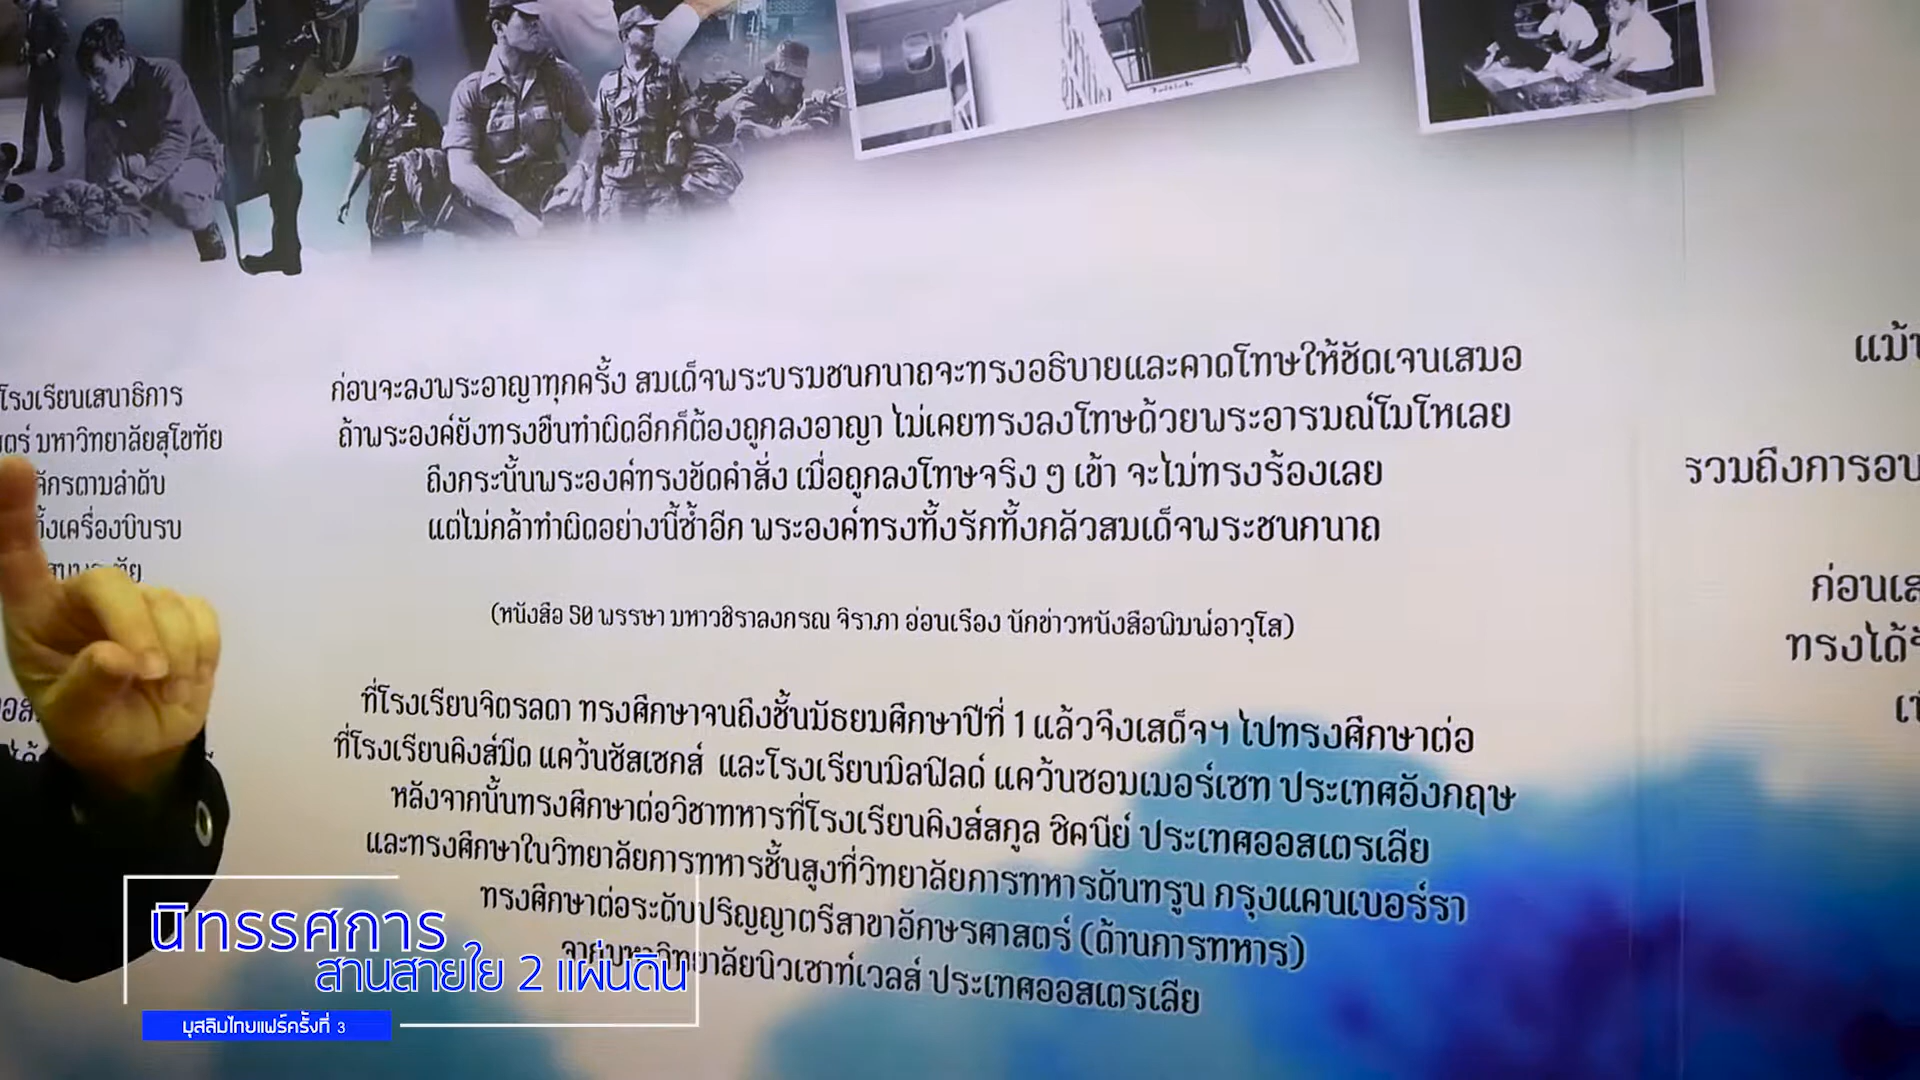 โรงเรียนเสนาธิการ
มหาวิทยาลัยสุโขทัย
ตามลำดับ
เครื่องบินรบ
ก่อนจะลงพระอาญาทุกครั้ง สมเด็จพระบรมชนกนาถจะทรงอธิบายและคาดโทษให้ชัดเจนเสมอ
ถ้าพระองค์ยังทรงขืนทำผิดอีกก็ต้องถูกลงอาญา ไม่เคยทรงลงโทษด้วยพระอารมณ์โมโหเลย
ถึงกระนั้นพระองค์ทรงขัดคำสั่ง เมื่อถูกลงโทษจริง ๆ เข้า จะไม่ทรงร้องเลย
แต่ไม่กล้าทำผิดอย่างนี้ซ้ำอีก พระองค์ทรงทั้งรักทั้งกลัวสมเด็จพระชนกนาถ
(หนังสือ 50 พรรษา มหาวชิราลงกรณ จิราภา อ่อนเรือง นักข่าวหนังสือพิมพ์อาวุโส)
ที่โรงเรียนจิตรลดา ทรงศึกษาจนถึงชั้นมัธยมศึกษาปีที่ 1 แล้วจึงเสด็จฯ ไปทรงศึกษาต่อ
ที่โรงเรียนคิงส์มีด แคว้นซัสเซกส์ และโรงเรียนมิลฟิลด์ แคว้นซอมเมอร์เซท ประเทศอังกฤษ
หลังจากนั้นทรงศึกษาต่อวิชาทหารที่โรงเรียนคิงส์สกูล ซิคนีย์ ประเทศออสเตรเลีย
และทรงศึกษาในวิทยาลัยการทหารชั้นสูงที่วิทยาลัยการทหารดันทรูน กรุงแคนเบอร์รา
ทรงศึกษาต่อระดับปริญญาตรีสาขาอักษรศาสตร์ (ด้านการทหาร)
จากมหาวิทยาลัยนิวเซาท์เวลส์ ประเทศออสเตรเลีย
รวมถึงการอบ
ก่อนเส
ทรงได้รั
นิทรรศการ
สานสายใย 2 แผ่นดิน
มุสลิมไทยแฟร์ครั้งที่ 3